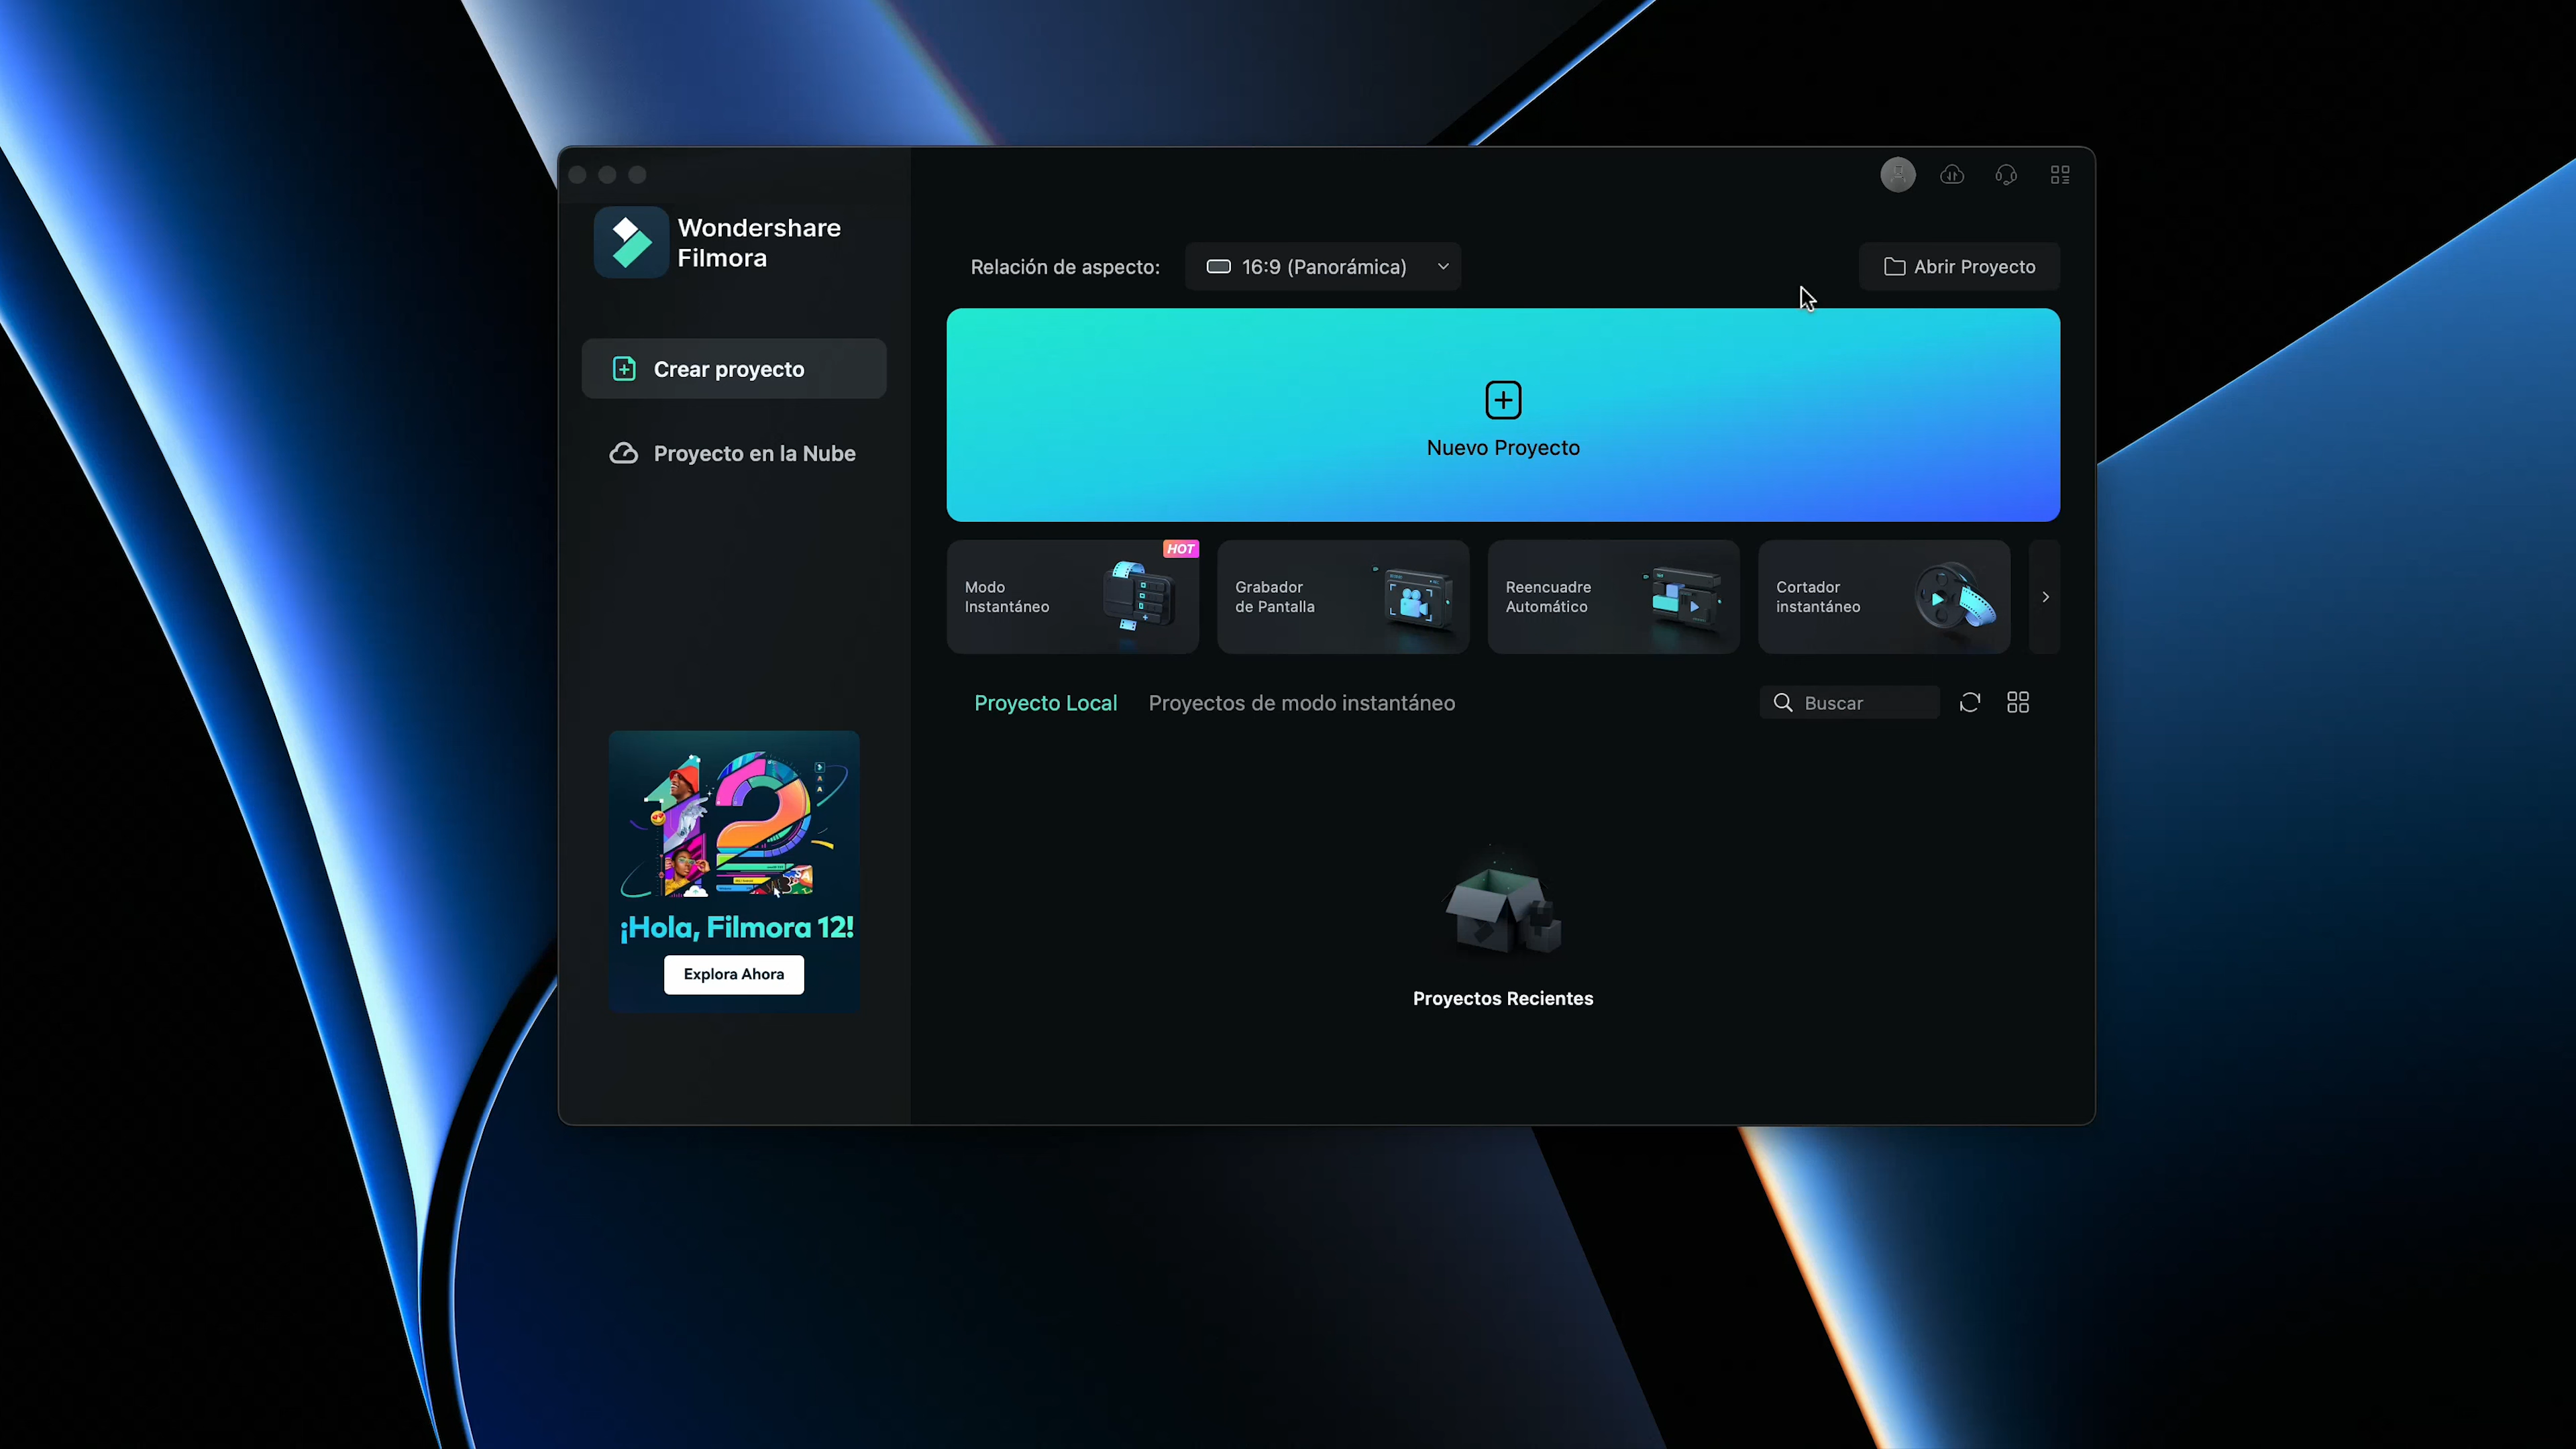 Wondershare
Filmora
Relación de aspecto:
16:9 (Panorámica)
Abrir Proyecto
Crear proyecto
Proyecto en la Nube
Nuevo Proyecto
HOT
Modo
Instantáneo
Grabador
de Pantalla
Reencuadre
Automático
Cortador
instantáneo
Proyecto Local
Proyectos de modo instantáneo
Buscar
12
¡Hola, Filmora 12!
Explora Ahora
Proyectos Recientes